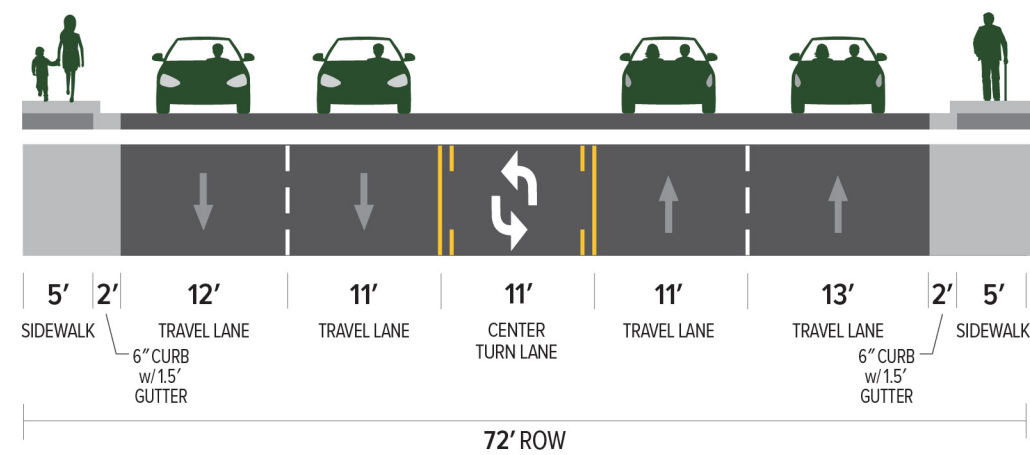 5′ 2′ 12′ 11′ 11′ 11′ 13′ 2′ 5′
SIDEWALK TRAVEL LANE TRAVEL LANE CENTER TRAVEL LANE TRAVEL LANE SIDEWALK
TURN LANE
6″ CURB 6″ CURB
w/ 1.5′ w/ 1.5′
GUTTER GUTTER
72′ ROW